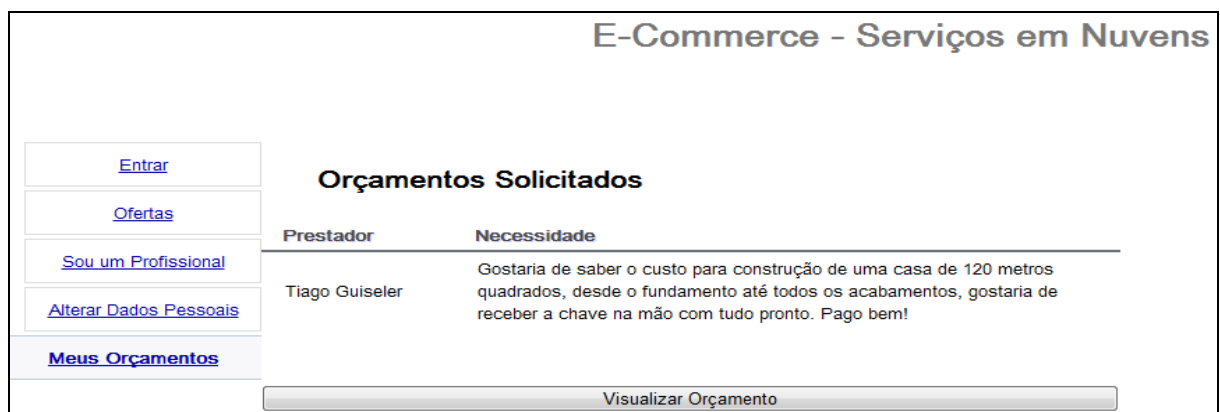 E-Commerce - Serviços em Nuvens
Entrar
Ofertas
Sou um Profissional
Alterar Dados Pessoais
Meus Orçamentos
Orçamentos Solicitados
Prestador Necessidade
Tiago Guiseler
Gostaria de saber o custo para construção de uma casa de 120 metros
quadrados, desde o fundamento até todos os acabamentos, gostaria de
receber a chave na mão com tudo pronto. Pago bem!
Visualizar Orçamento